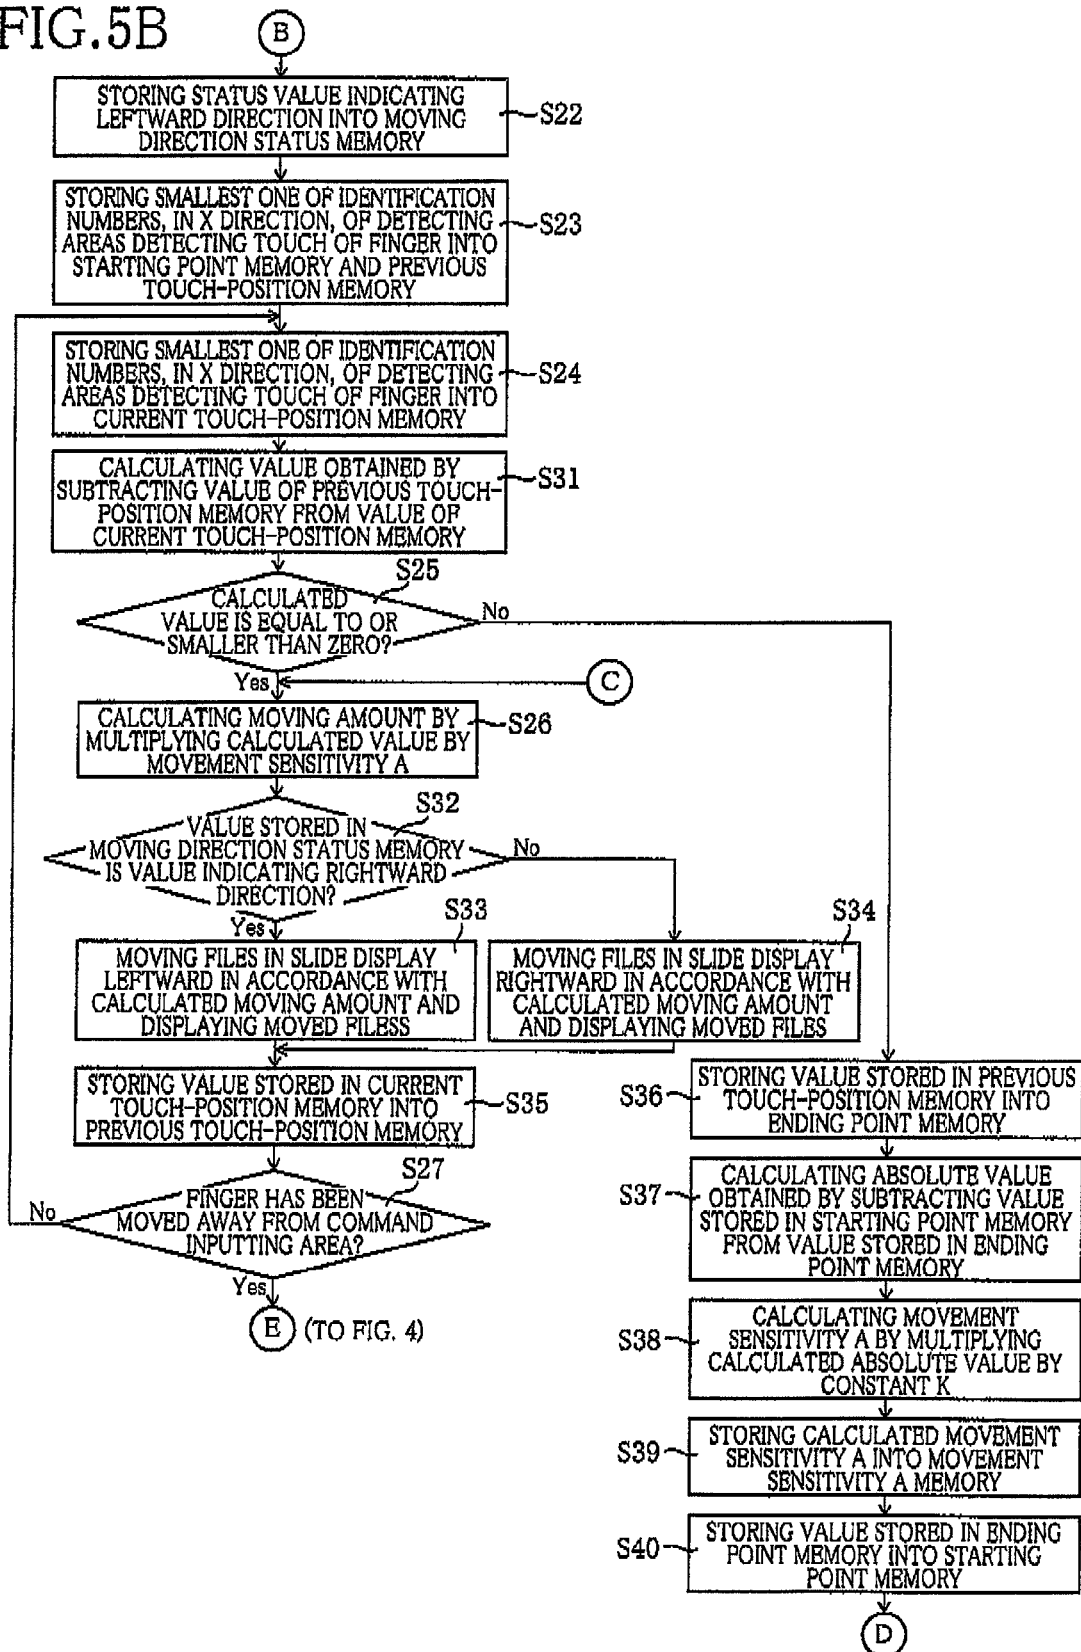 FIG.5B
B
STORING STATUS VALUE INDICATING
LEFTWARD DIRECTION INTO MOVING
DIRECTION STATUS MEMORY
S22
STORING SMALLEST ONE OF IDENTIFICATION
NUMBERS, IN X DIRECTION, OF DETECTING
AREAS DETECTING TOUCH OF FINGER INTO
STARTING POINT MEMORY AND PREVIOUS
TOUCH-POSITION MEMORY
S23
STORING SMALLEST ONE OF IDENTIFICATION
NUMBERS, IN X DIRECTION, OF DETECTING
AREAS DETECTING TOUCH OF FINGER INTO
CURRENT TOUCH-POSITION MEMORY
S24
CALCULATING VALUE OBTAINED BY
SUBTRACTING VALUE OF PREVIOUS TOUCH-
POSITION MEMORY FROM VALUE OF
CURRENT TOUCH-POSITION MEMORY
S31
S25
CALCULATED
VALUE IS EQUAL TO OR
SMALLER THAN ZERO?
No
Yes
C
CALCULATING MOVING AMOUNT BY
MULTIPLYING CALCULATED VALUE BY
MOVEMENT SENSITIVITY A
S26
S32
VALUE STORED IN
MOVING DIRECTION STATUS MEMORY
IS VALUE INDICATING RIGHTWARD
DIRECTION?
No
Yes
S33
MOVING FILES IN SLIDE DISPLAY
LEFTWARD IN ACCORDANCE WITH
CALCULATED MOVING AMOUNT AND
DISPLAYING MOVED FILESS
S34
MOVING FILES IN SLIDE DISPLAY
RIGHTWARD IN ACCORDANCE WITH
CALCULATED MOVING AMOUNT
AND DISPLAYING MOVED FILES
STORING VALUE STORED IN CURRENT
TOUCH-POSITION MEMORY INTO
PREVIOUS TOUCH-POSITION MEMORY
S35
S27
FINGER HAS BEEN
MOVED AWAY FROM COMMAND
INPUTTING AREA?
No
Yes
E (TO FIG. 4)
S36
STORING VALUE STORED IN PREVIOUS
TOUCH-POSITION MEMORY INTO
ENDING POINT MEMORY
S37
CALCULATING ABSOLUTE VALUE
OBTAINED BY SUBTRACTING VALUE
STORED IN STARTING POINT MEMORY
FROM VALUE STORED IN ENDING
POINT MEMORY
S38
CALCULATING MOVEMENT
SENSITIVITY A BY MULTIPLYING
CALCULATED ABSOLUTE VALUE BY
CONSTANT K
S39
STORING CALCULATED MOVEMENT
SENSITIVITY A INTO MOVEMENT
SENSITIVITY A MEMORY
S40
STORING VALUE STORED IN ENDING
POINT MEMORY INTO STARTING
POINT MEMORY
D